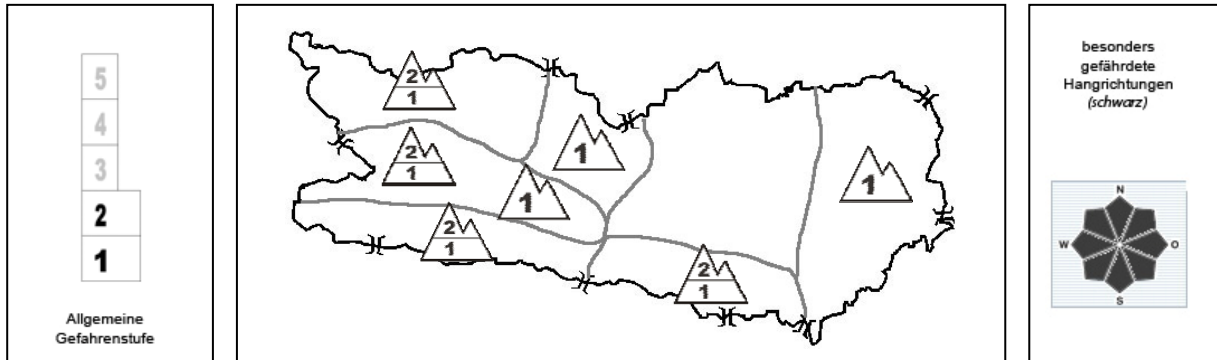 5
4
3
2
1
Allgemeine
Gefahrenstufe
2
1
2
1
1
1
1
2
1
2
1
besonders
gefährdete
Hangrichtungen
(schwarz)
N
W
O
S